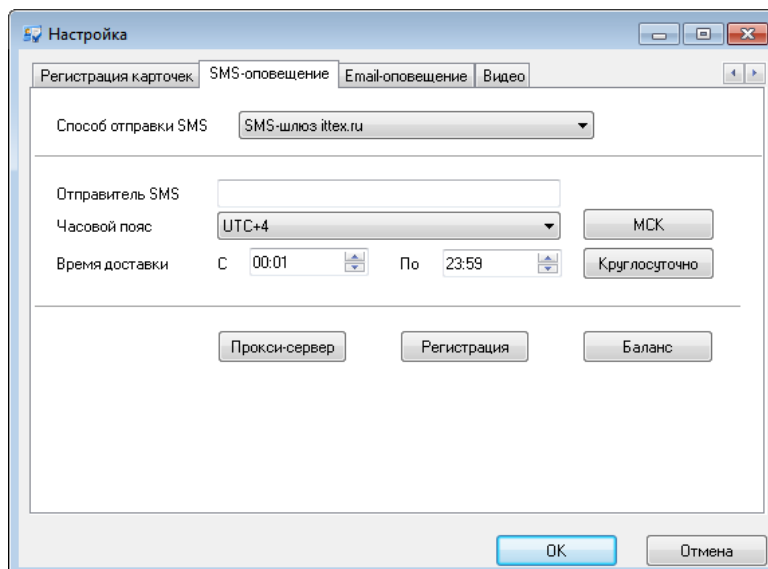 Настройка
Регистрация карточек SMS-оповещение Email-оповещение Видео
Способ отправки SMS SMS-шлюз ittex.ru
Отправитель SMS
Часовой пояс UTC+4 МСК
Время доставки С 00:01 По 23:59 Круглосуточно
Прокси-сервер Регистрация Баланс
OK Отмена